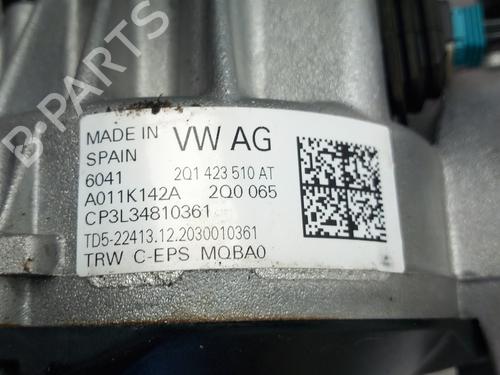 B-PARTS
MADE IN SPAIN VW AG
6041 2Q1 423 510 AT
A011K142A 2Q0 065
CP3L34810361
TD5-22413.12.2030010361
TRW C-EPS MQBA0